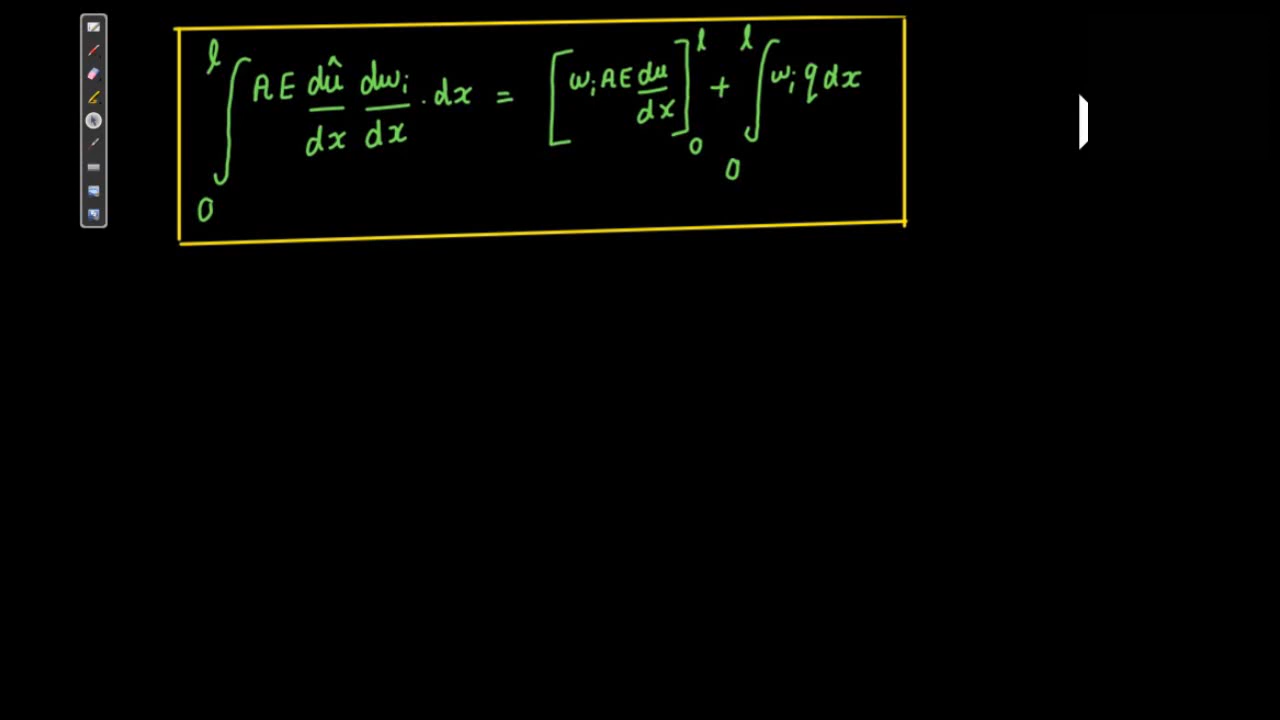 ∫₀ˡ AE dû/dx dwᵢ/dx . dx = [wᵢ AE du/dx]₀ˡ + ∫₀ˡ wᵢ q dx